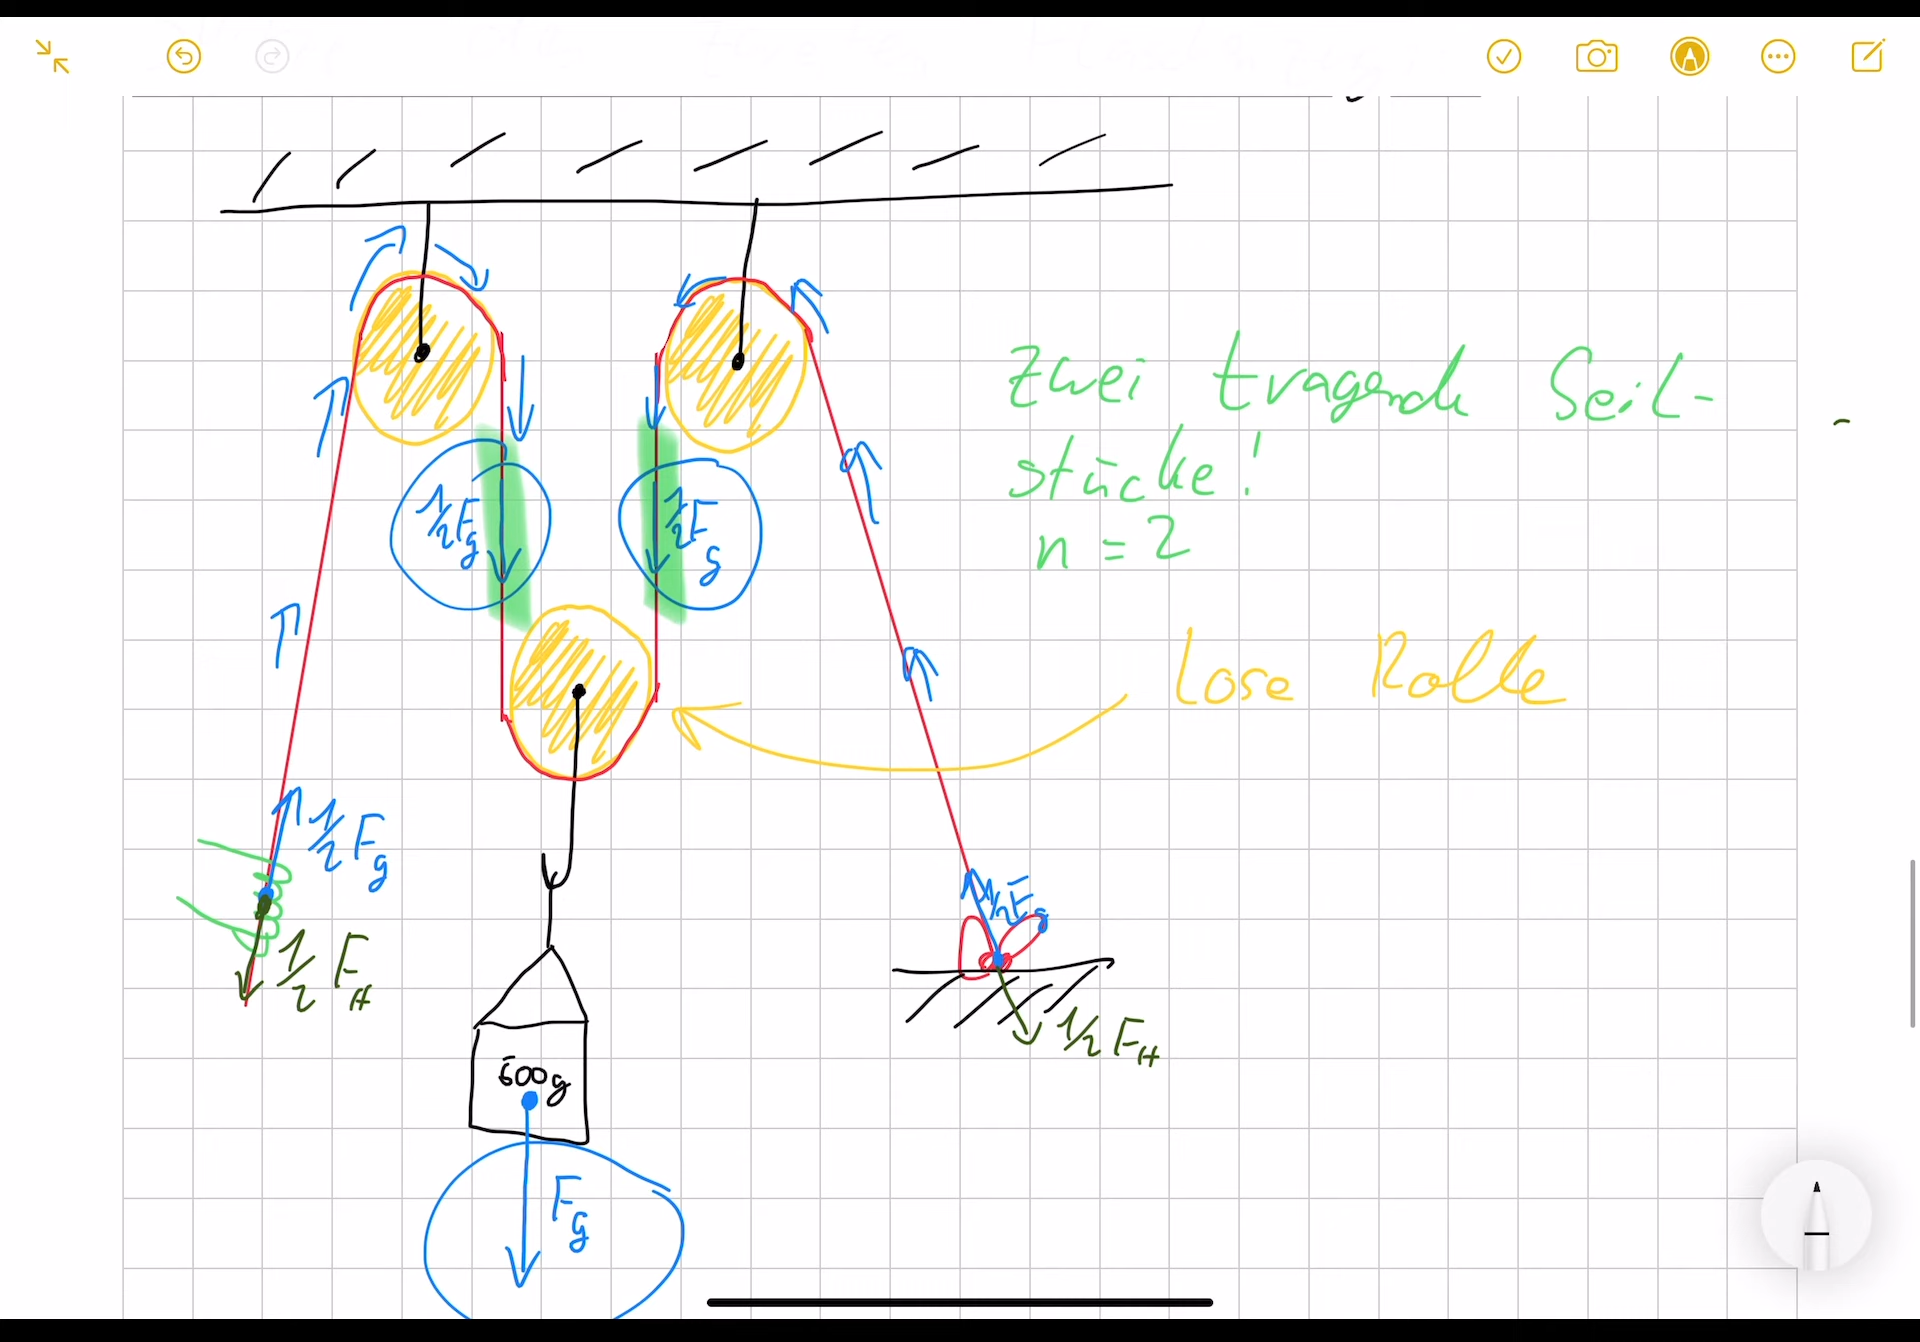 Zwei tragende Seil-
stücke!
n = 2
1/2 Fg
1/2 Fg
Lose Rolle
1/2 Fg
1/2 Fg
1/2 FH
1/2 FH
600g
Fg